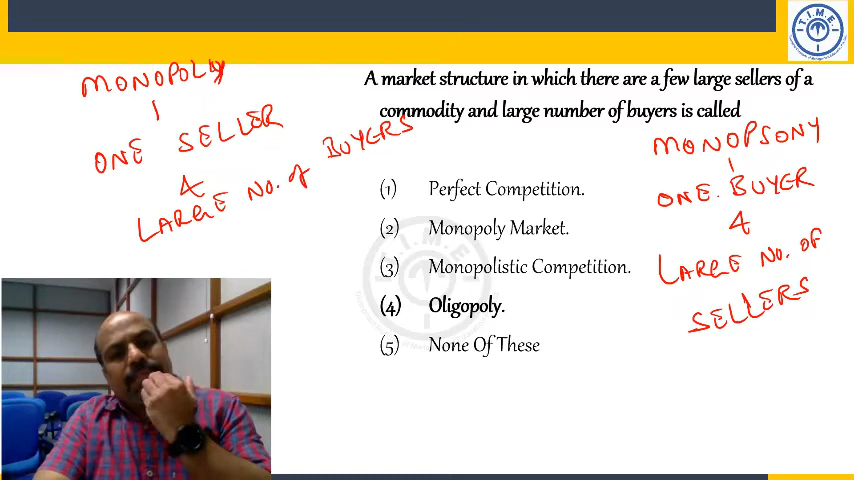 T.I.M.E.
A market structure in which there are a few large sellers of a
commodity and large number of buyers is called
(1) Perfect Competition.
(2) Monopoly Market.
(3) Monopolistic Competition.
(4) Oligopoly.
(5) None Of These
MONOPOLY
ONE SELLER
&
LARGE NO. of BUYERS
MONOPSONY
ONE. BUYER
&
LARGE NO. OF
SELLERS
T.I.M.E.